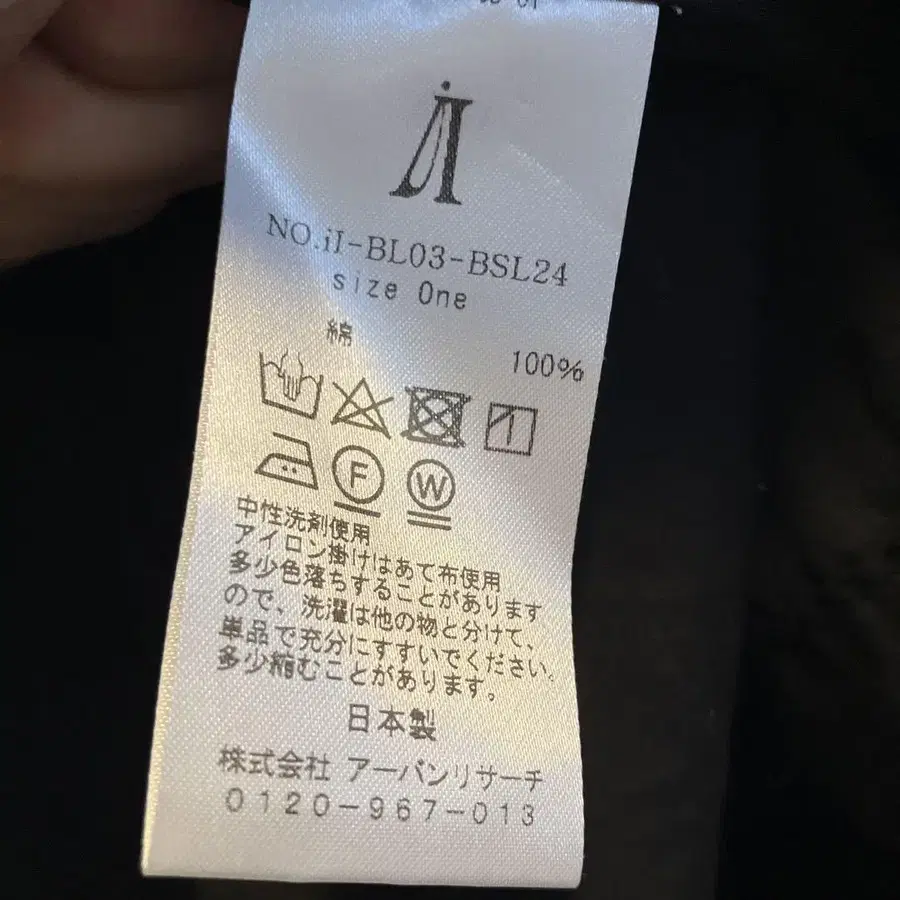 NO.iI-BL03-BSL24
size One
綿 100%
F W
中性洗剤使用
アイロン掛けはあて布使用
多少色落ちすることがあります
ので、洗濯は他の物と分けて、
単品で充分にすすいでください。
多少縮むことがあります。
日本製
株式会社 アーバンリサーチ
0120-967-013